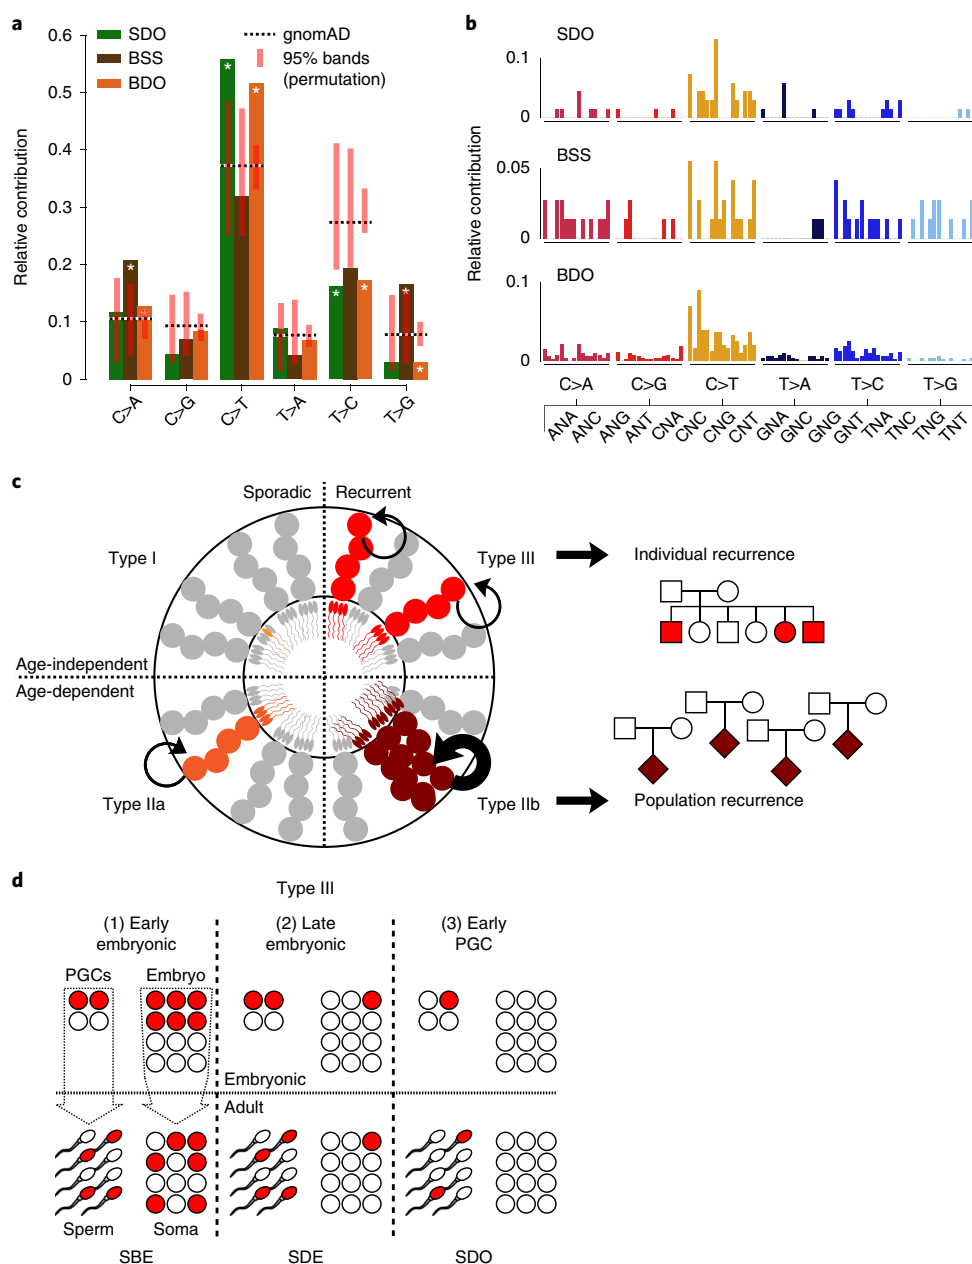 a
0.6
0.5
0.4
0.3
0.2
0.1
0
Relative contribution
SDO
BSS
BDO
gnomAD
95% bands
(permutation)
*
*
*
*
*
*
*
*
C>A
C>G
C>T
T>A
T>C
T>G
b
Relative contribution
SDO
0.1
0
BSS
0.05
0
BDO
0.1
0
C>A
C>G
C>T
T>A
T>C
T>G
ANA
ANC
ANG
ANT
CNA
CNC
CNG
CNT
GNA
GNC
GNG
GNT
TNA
TNC
TNG
TNT
c
Sporadic
Recurrent
Type I
Type III
Individual recurrence
Age-independent
Age-dependent
Type IIa
Type IIb
Population recurrence
d
Type III
(1) Early
embryonic
(2) Late
embryonic
(3) Early
PGC
PGCs
Embryo
Embryonic
Adult
Sperm
Soma
SBE
SDE
SDO